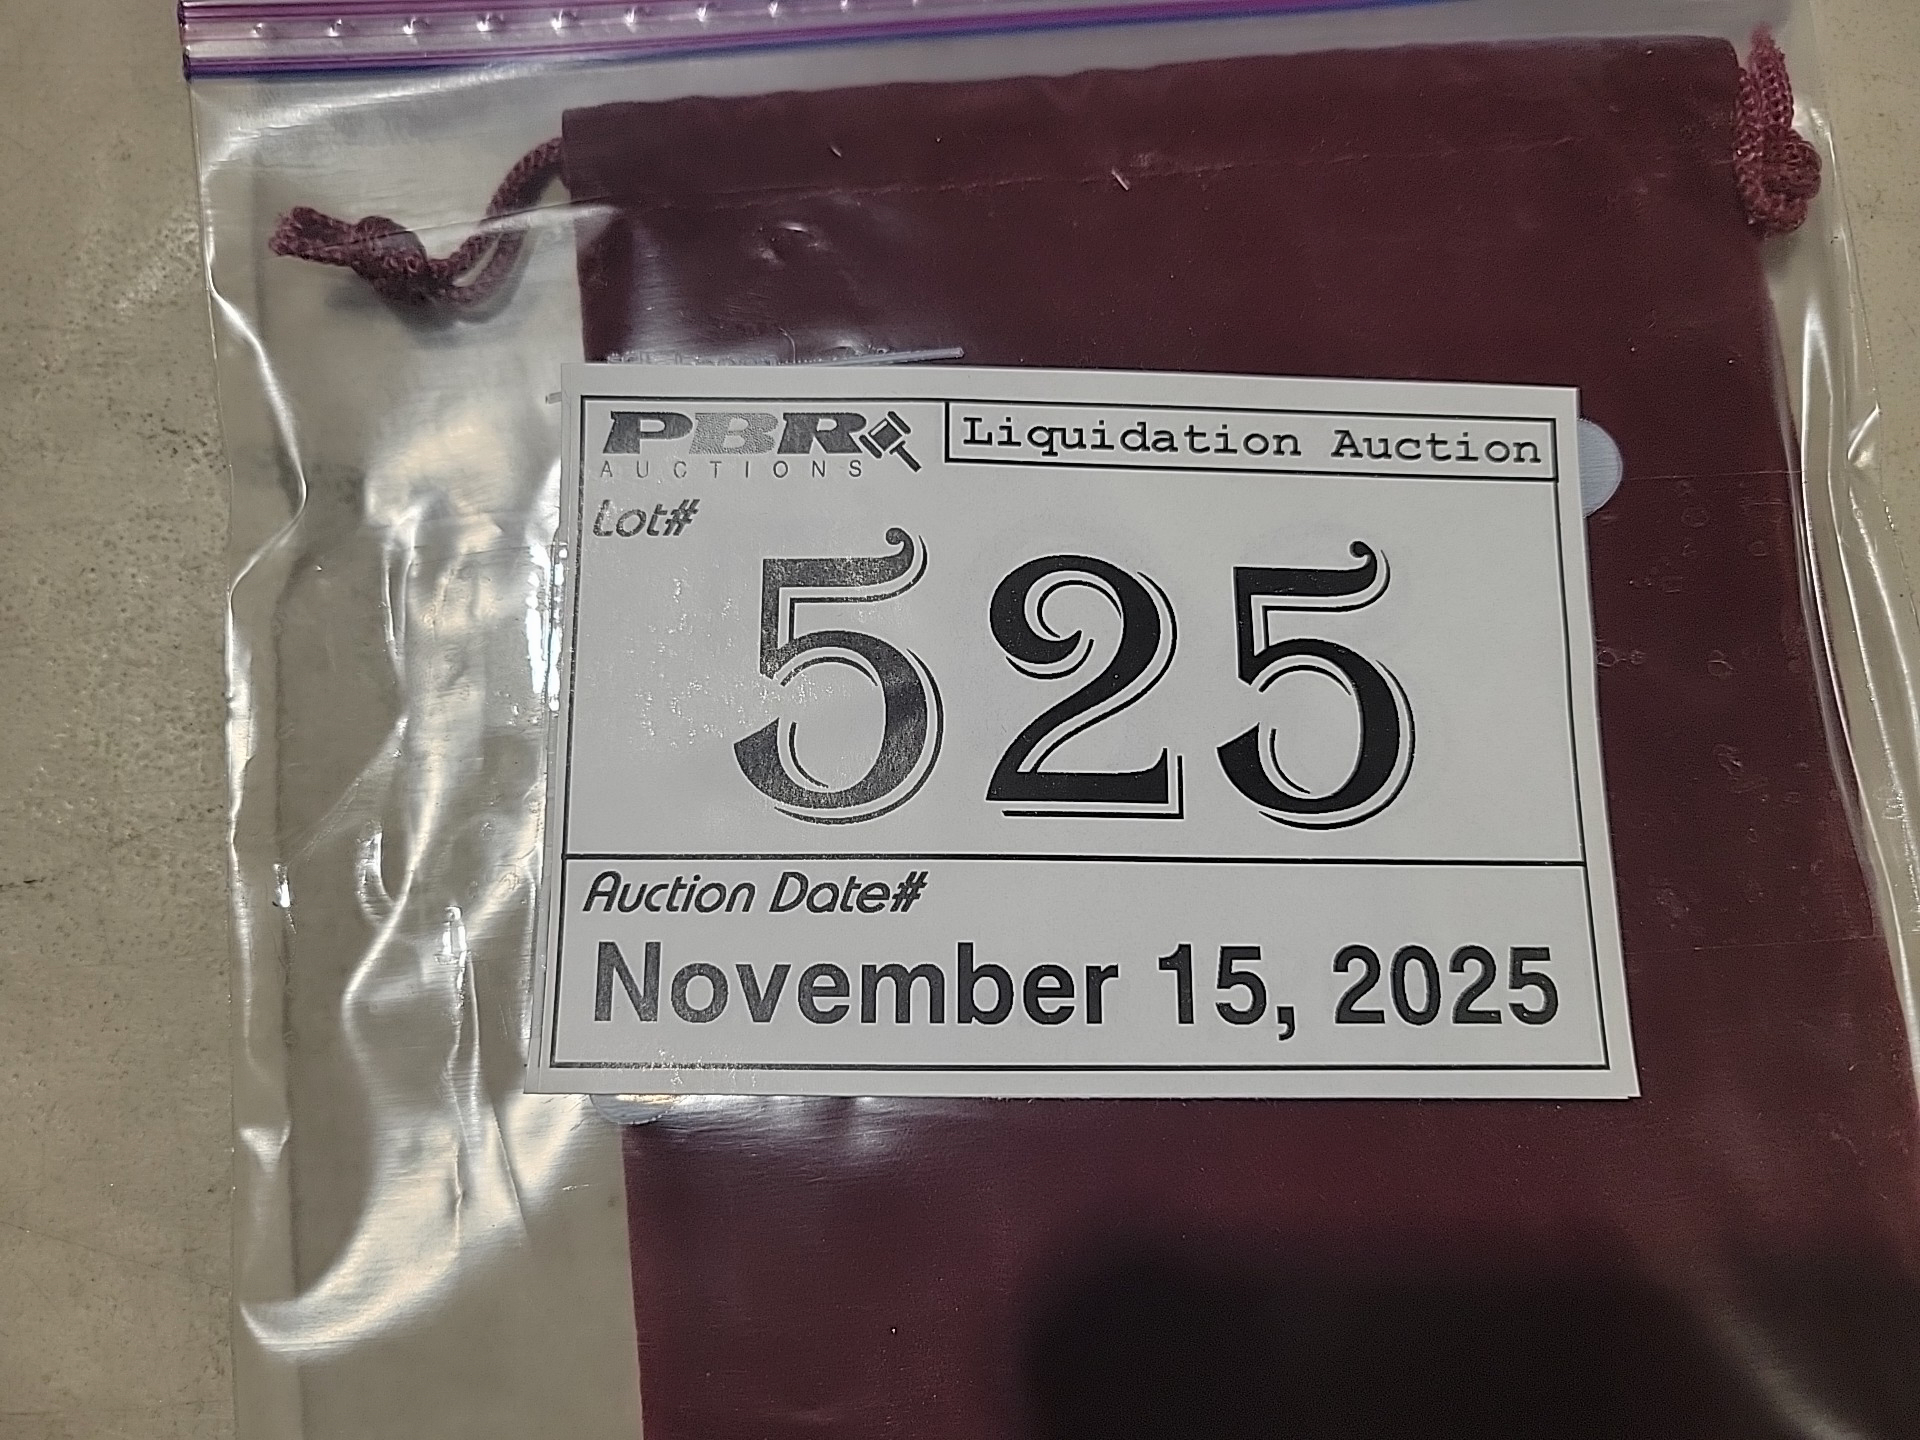 PBR
AUCTIONS
Liquidation Auction
Lot#
525
Auction Date#
November 15, 2025